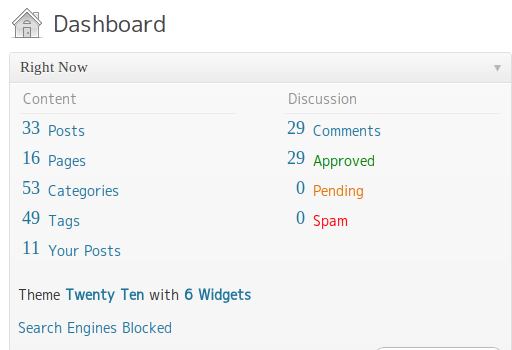 Dashboard
Right Now
Content
33 Posts
16 Pages
53 Categories
49 Tags
11 Your Posts
Discussion
29 Comments
29 Approved
0 Pending
0 Spam
Theme Twenty Ten with 6 Widgets
Search Engines Blocked